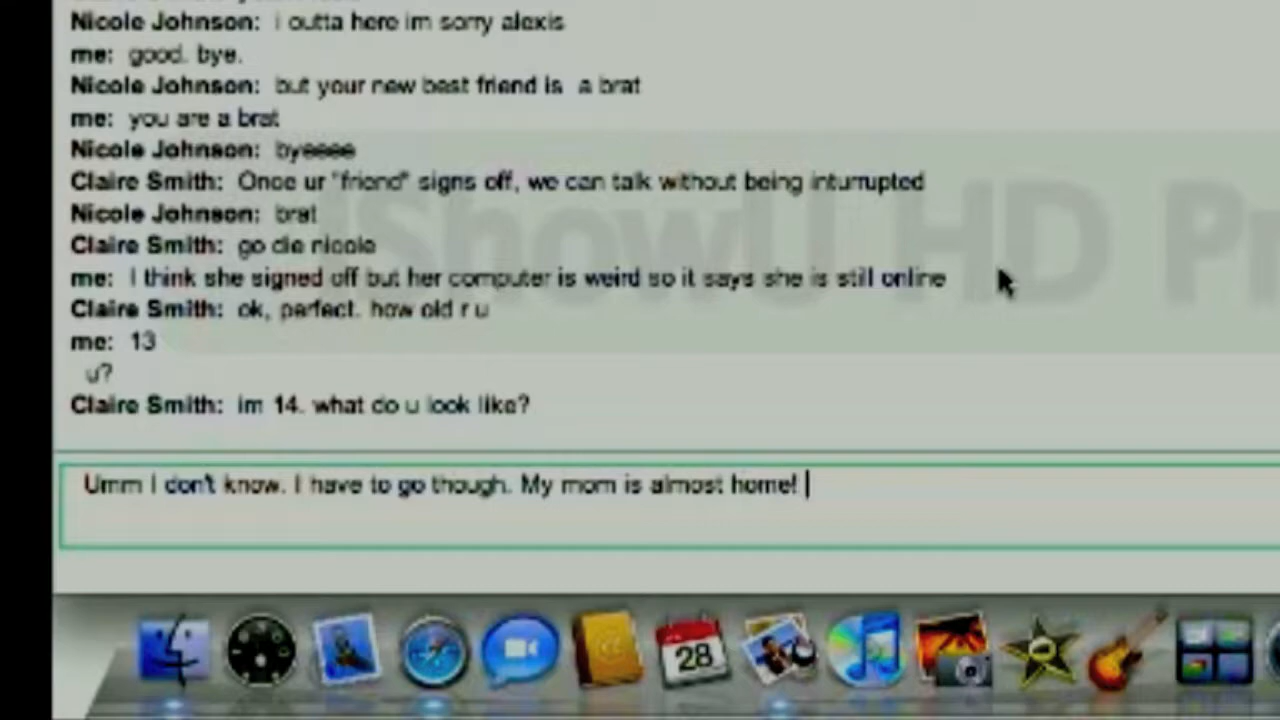 Nicole Johnson: i outta here im sorry alexis
me: good. bye.
Nicole Johnson: but your new best friend is a brat
me: you are a brat
Nicole Johnson: byeeeee
Claire Smith: Once ur "friend" signs off, we can talk without being inturrupted
Nicole Johnson: brat
Claire Smith: go die nicole
me: I think she signed off but her computer is weird so it says she is still online
Claire Smith: ok, perfect. how old r u
me: 13
u?
Claire Smith: im 14. what do u look like?
Umm I don't know. I have to go though. My mom is almost home!
ShowU HD Pr
28